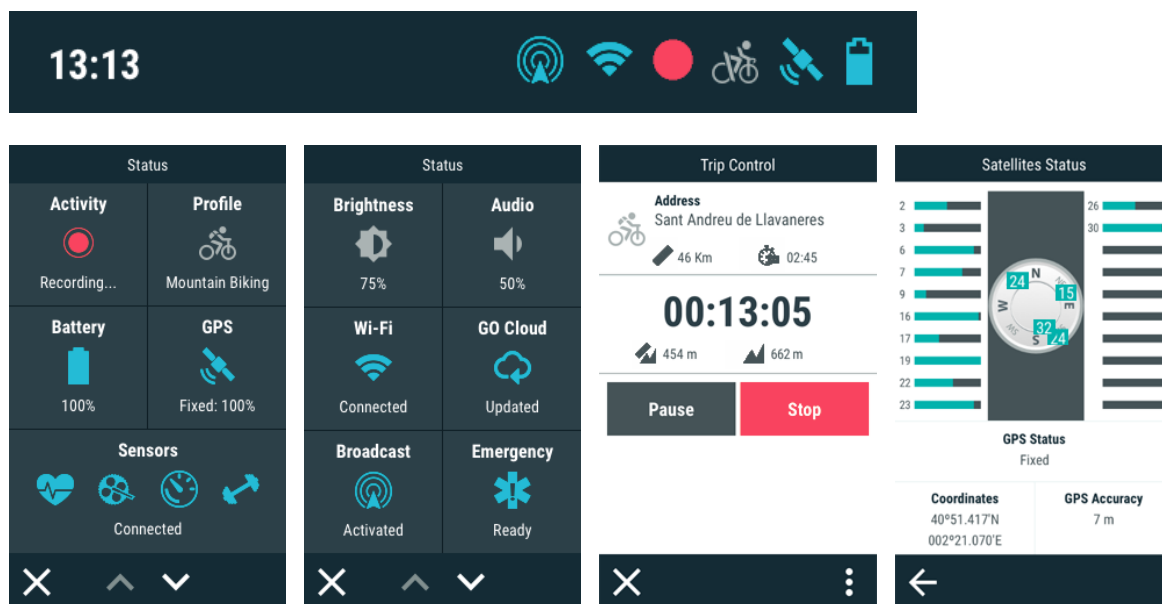 13:13
Status
Activity Profile
Recording... Mountain Biking
Battery GPS
100% Fixed: 100%
Sensors
Connected
Status
Brightness Audio
75% 50%
Wi-Fi GO Cloud
Connected Updated
Broadcast Emergency
Activated Ready
Trip Control
Address
Sant Andreu de Llavaneres
46 Km 02:45
00:13:05
454 m 662 m
Pause Stop
Satellites Status
2 26
3 30
6
7
9
16
17
19
22
23
N
24
15
W
E
SW
32
S 24
GPS Status
Fixed
Coordinates GPS Accuracy
40º51.417'N 7 m
002º21.070'E